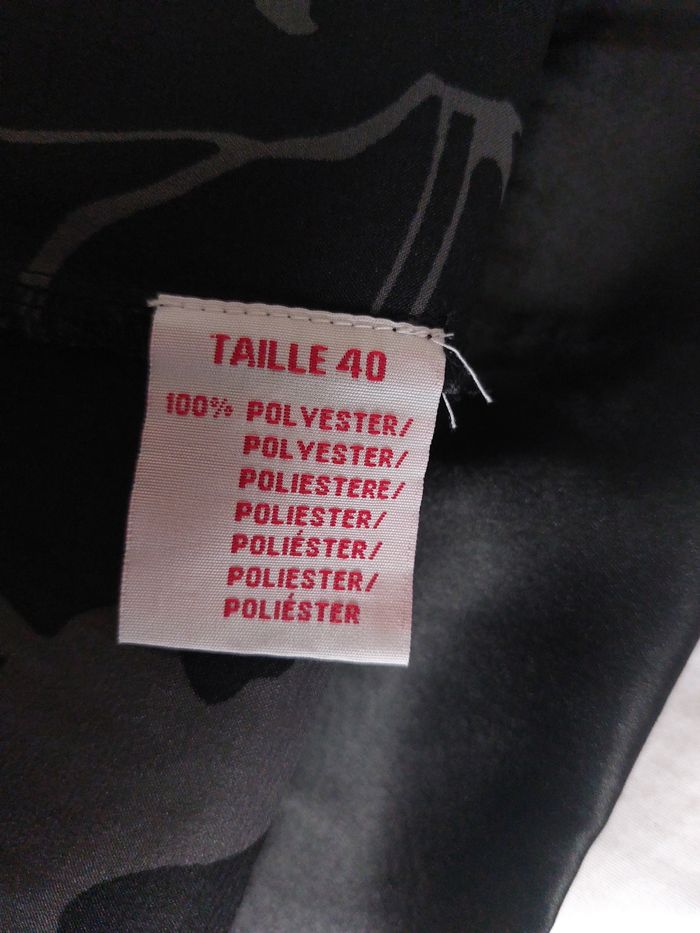 TAILLE 40
100% POLYESTER/
POLYESTER/
POLIESTERE/
POLIESTER/
POLIÉSTER/
POLIESTER/
POLIÉSTER